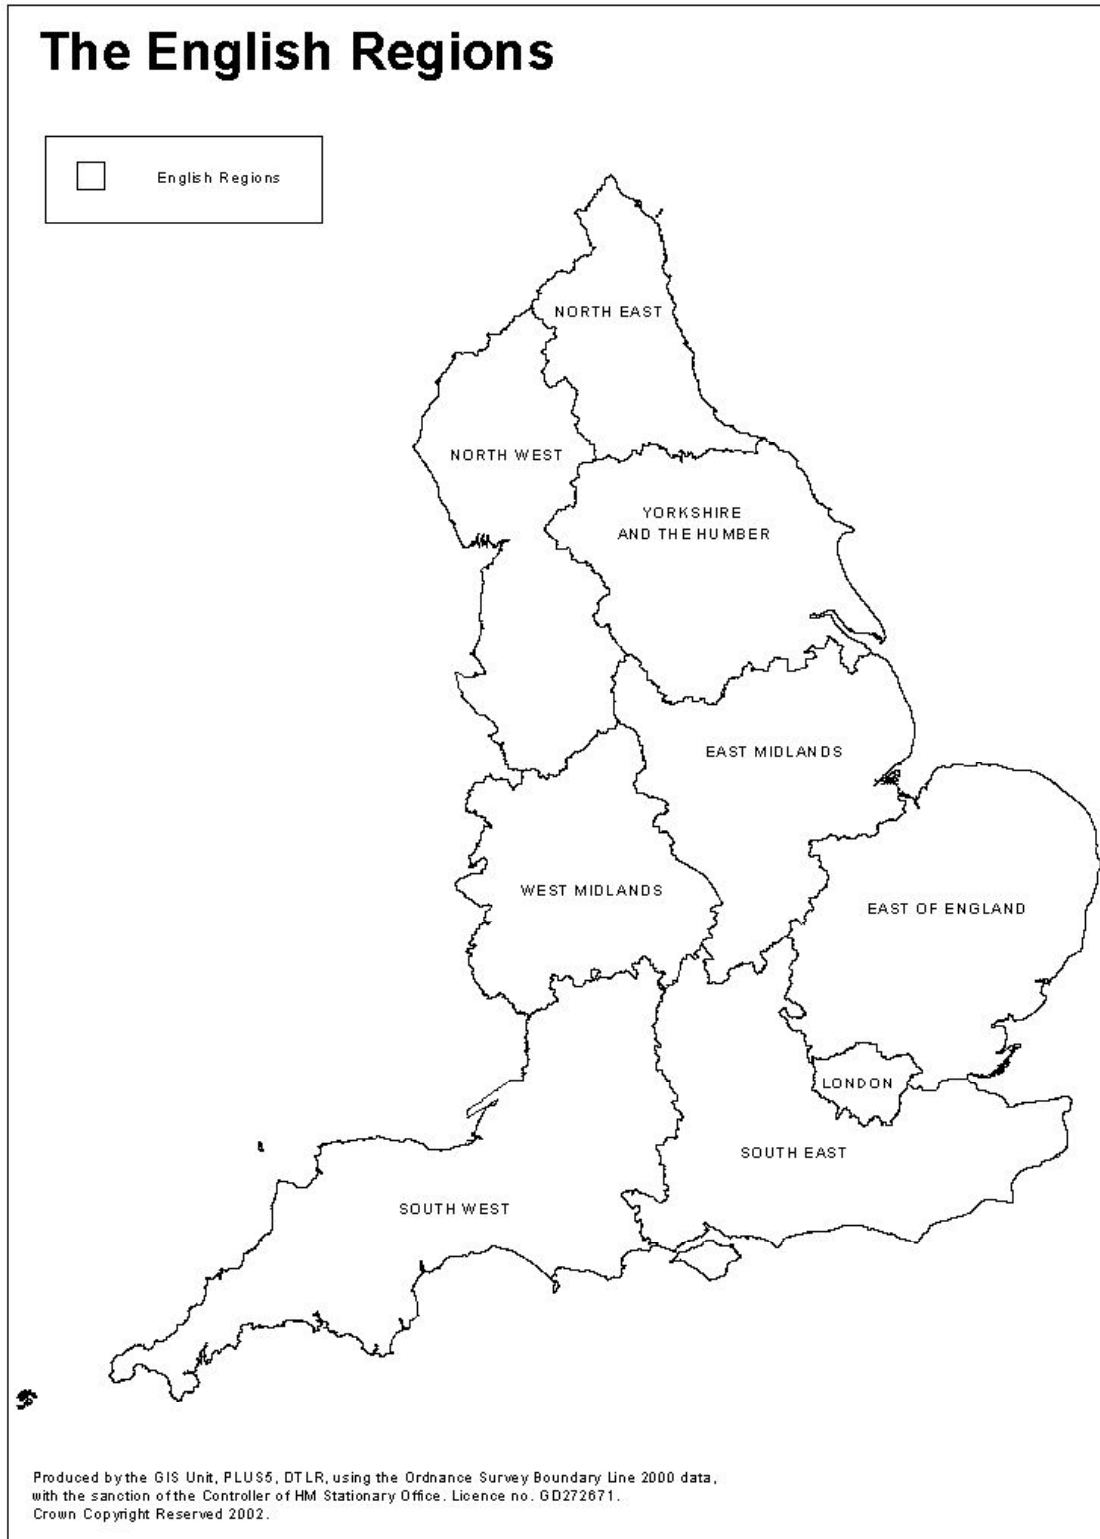 The English Regions
English Regions
NORTH EAST
NORTH WEST
YORKSHIRE
AND THE HUMBER
EAST MIDLANDS
WEST MIDLANDS
EAST OF ENGLAND
LONDON
SOUTH EAST
SOUTH WEST
Produced by the GIS Unit, PLUS5, DTLR, using the Ordnance Survey Boundary Line 2000 data,
with the sanction of the Controller of HM Stationary Office. Licence no. GD272671.
Crown Copyright Reserved 2002.